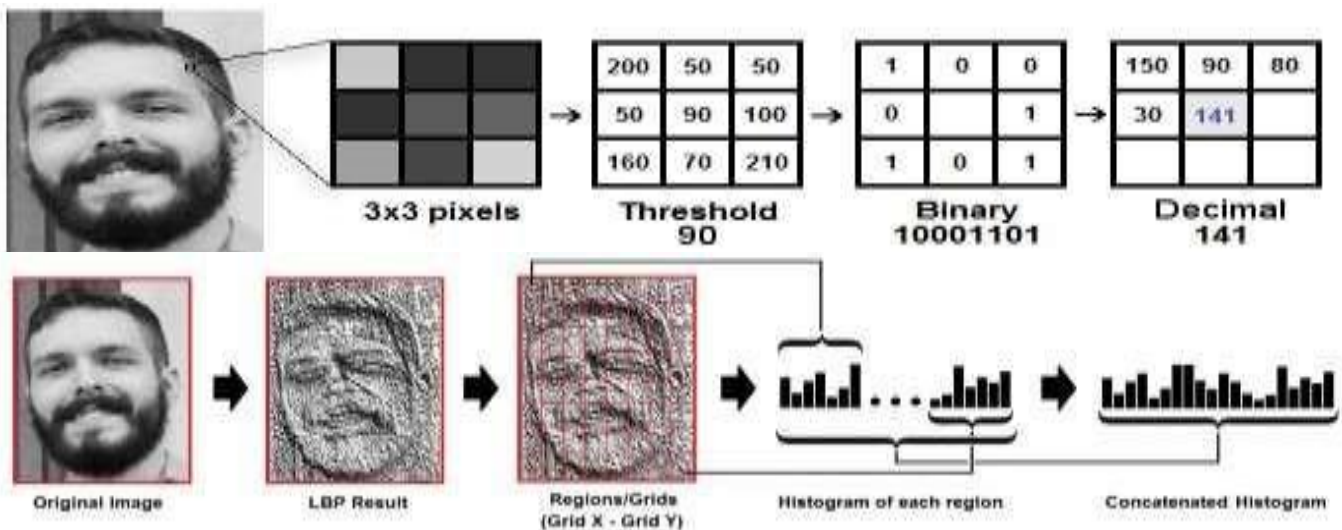 200 50 50
50 90 100
160 70 210
1 0 0
0 1
1 0 1
150 90 80
30 141
3x3 pixels
Threshold
90
Binary
10001101
Decimal
141
Original Image
LBP Result
Regions/Grids
(Grid X - Grid Y)
Histogram of each region
Concatenated Histogram